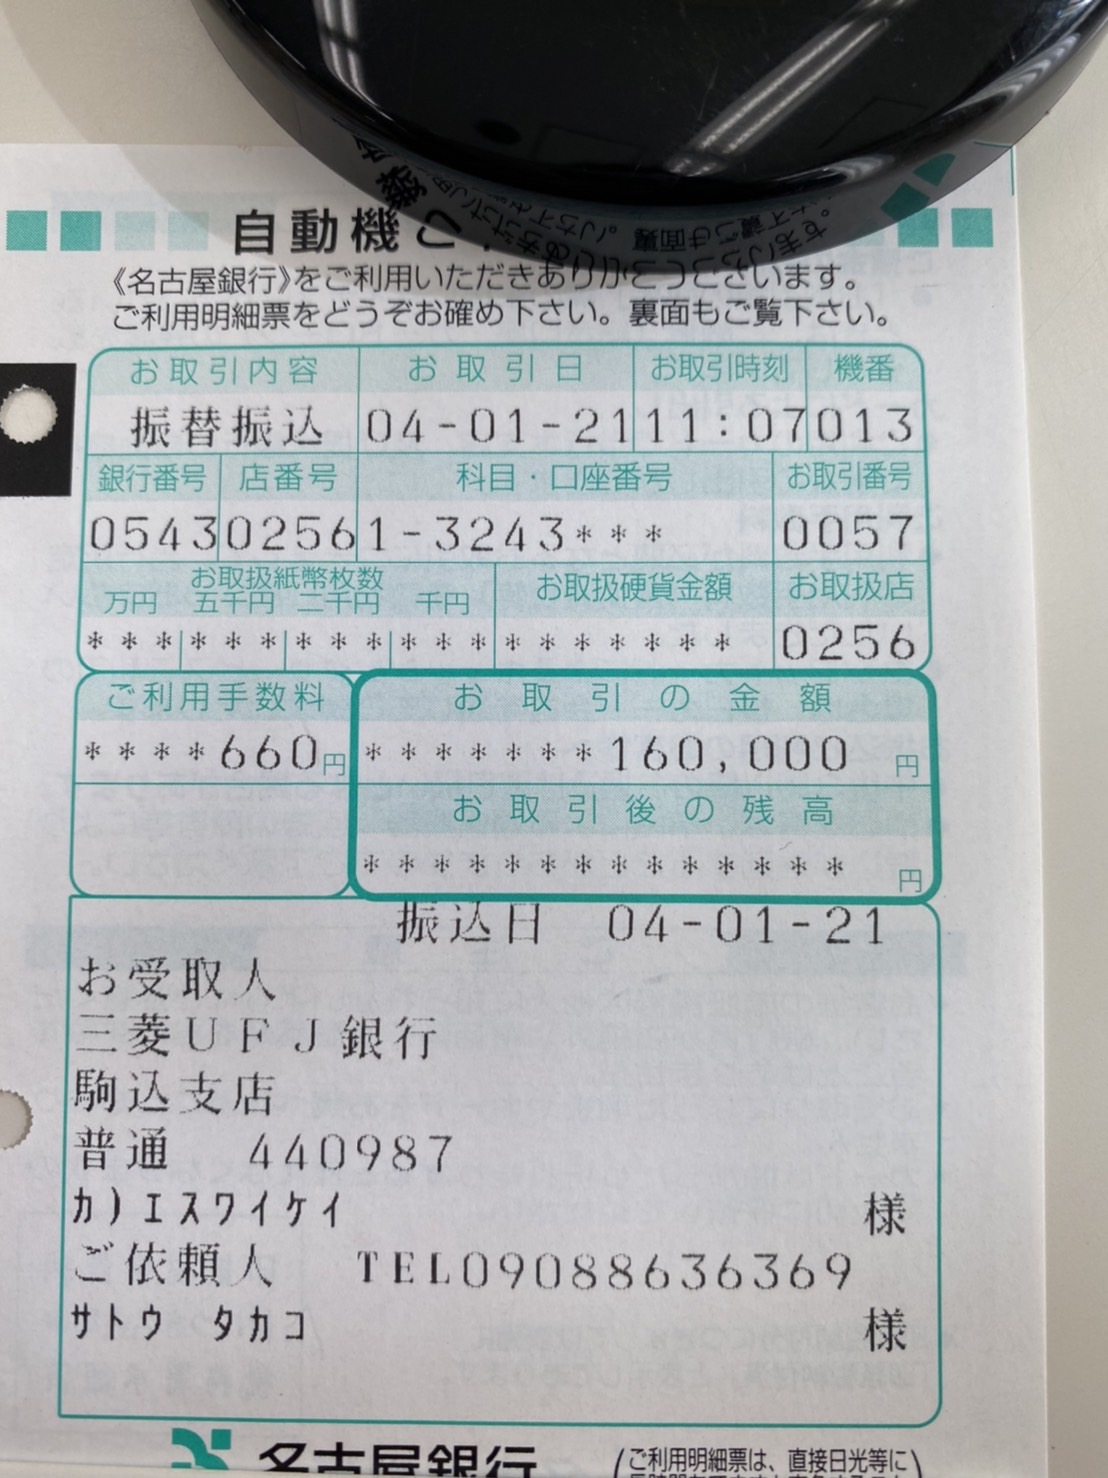 自動機ご
《名古屋銀行》をご利用いただきありがとうございます。
ご利用明細票をどうぞお確め下さい。裏面もご覧下さい。
お取引内容 お取引日 お取引時刻 機番
振替振込 04-01-21 11:07 013
銀行番号 店番号 科目・口座番号 お取引番号
0543 0256 1-3243*** 0057
お取扱紙幣枚数 お取扱硬貨金額 お取扱店
万円 五千円 二千円 千円
* * * * * * * * * * * * * * * * * * * 0256
ご利用手数料 お取引の金額
****660円 *******160,000 円
お取引後の残高
************** 円
振込日 04-01-21
お受取人
三菱UFJ銀行
駒込支店
普通 440987
カ)エスワイケイ 様
ご依頼人 TEL09088636369
サトウ タカコ 様
名古屋銀行
(ご利用明細票は、直接日光等に)